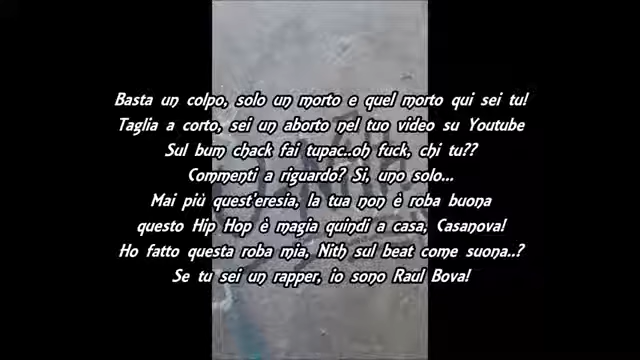 Basta un colpo, solo un morto e quel morto qui sei tu!
Taglia a corto, sei un aborto nel tuo video su Youtube
Sul bum chack fai tupac..oh fuck, chi tu??
Commenti a riguardo? Si, uno solo...
Mai più quest'eresia, la tua non è roba buona
questo Hip Hop è magia quindi a casa, Casanova!
Ho fatto questa roba mia, Nith sul beat come suona..?
Se tu sei un rapper, io sono Raul Bova!